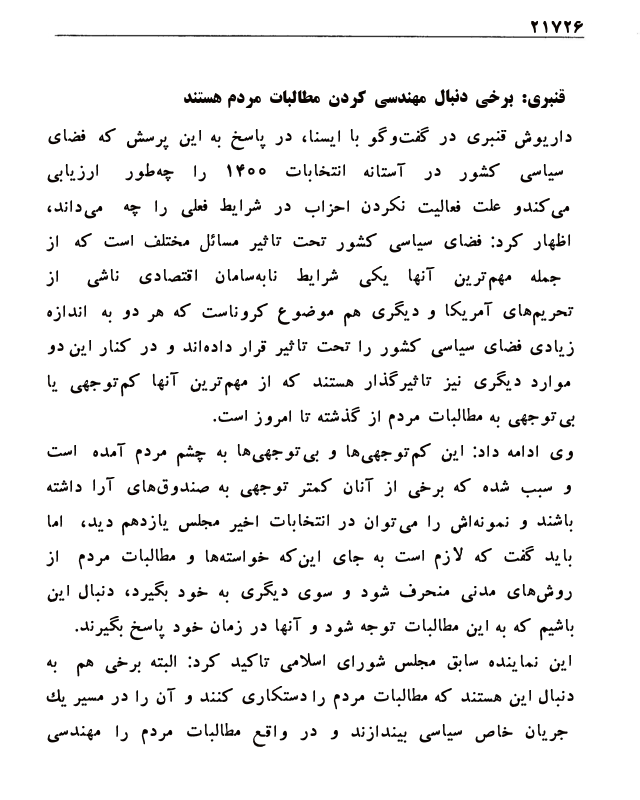 ۲۱۷۲۶
قنبری: برخی دنبال مهندسی کردن مطالبات مردم هستند
داریوش قنبری در گفت‌وگو با ایسنا، در پاسخ به این پرسش که فضای
سیاسی کشور در آستانه انتخابات ۱۴۰۰ را چه‌طور ارزیابی
می‌کندو علت فعالیت نکردن احزاب در شرایط فعلی را چه می‌داند،
اظهار کرد: فضای سیاسی کشور تحت تاثیر مسائل مختلف است که از
جمله مهم‌ترین آنها یکی شرایط نابه‌سامان اقتصادی ناشی از
تحریم‌های آمریکا و دیگری هم موضوع کروناست که هر دو به اندازه
زیادی فضای سیاسی کشور را تحت تاثیر قرار داده‌اند و در کنار این دو
موارد دیگری نیز تاثیرگذار هستند که از مهم‌ترین آنها کم‌توجهی یا
بی‌توجهی به مطالبات مردم از گذشته تا امروز است.
وی ادامه داد: این کم‌توجهی‌ها و بی‌توجهی‌ها به چشم مردم آمده است
و سبب شده که برخی از آنان کمتر توجهی به صندوق‌های آرا داشته
باشند و نمونه‌اش را می‌توان در انتخابات اخیر مجلس یازدهم دید، اما
باید گفت که لازم است به جای این‌که خواسته‌ها و مطالبات مردم از
روش‌های مدنی منحرف شود و سوی دیگری به خود بگیرد، دنبال این
باشیم که به این مطالبات توجه شود و آنها در زمان خود پاسخ بگیرند.
این نماینده سابق مجلس شورای اسلامی تاکید کرد: البته برخی هم به
دنبال این هستند که مطالبات مردم را دستکاری کنند و آن را در مسیر یك
جریان خاص سیاسی بیندازند و در واقع مطالبات مردم را مهندسی